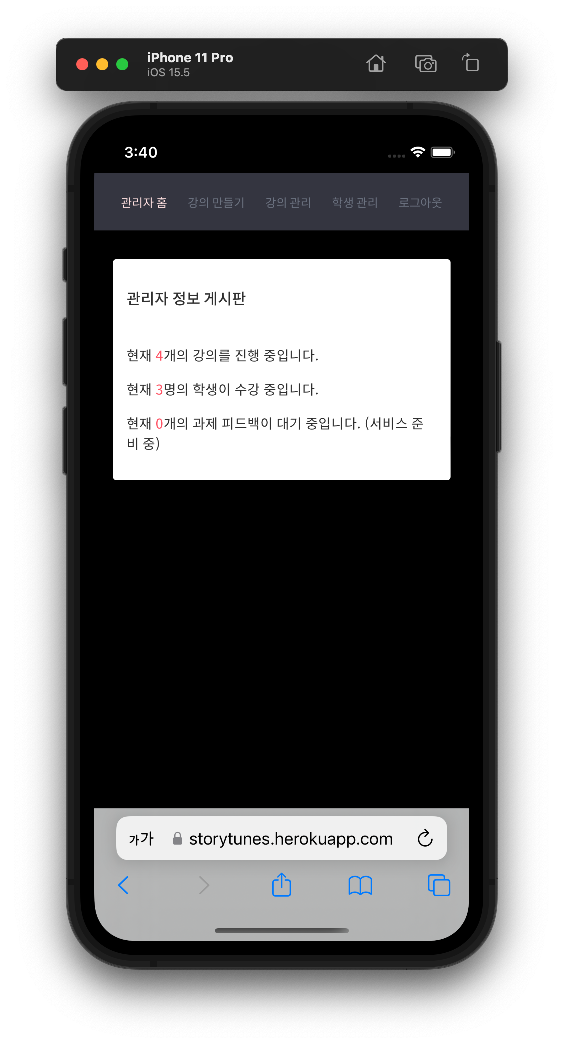 iPhone 11 Pro
iOS 15.5
3:40
관리자 홈 강의 만들기 강의 관리 학생 관리 로그아웃
관리자 정보 게시판
현재 4개의 강의를 진행 중입니다.
현재 3명의 학생이 수강 중입니다.
현재 0개의 과제 피드백이 대기 중입니다. (서비스 준
비 중)
가가 storytunes.herokuapp.com